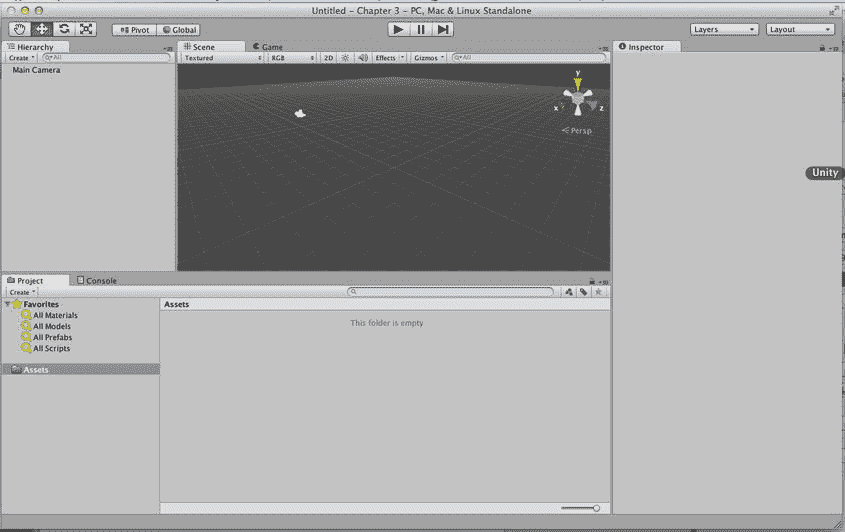 Untitled - Chapter 3 - PC, Mac & Linux Standalone
Pivot Global Layers Layout
Hierarchy
Create All
Main Camera
Scene Game
Textured RGB 2D Effects Gizmos All
y
x z
Persp
Inspector
Unity
Project Console
Create
Favorites
All Materials
All Models
All Prefabs
All Scripts
Assets
Assets
This folder is empty